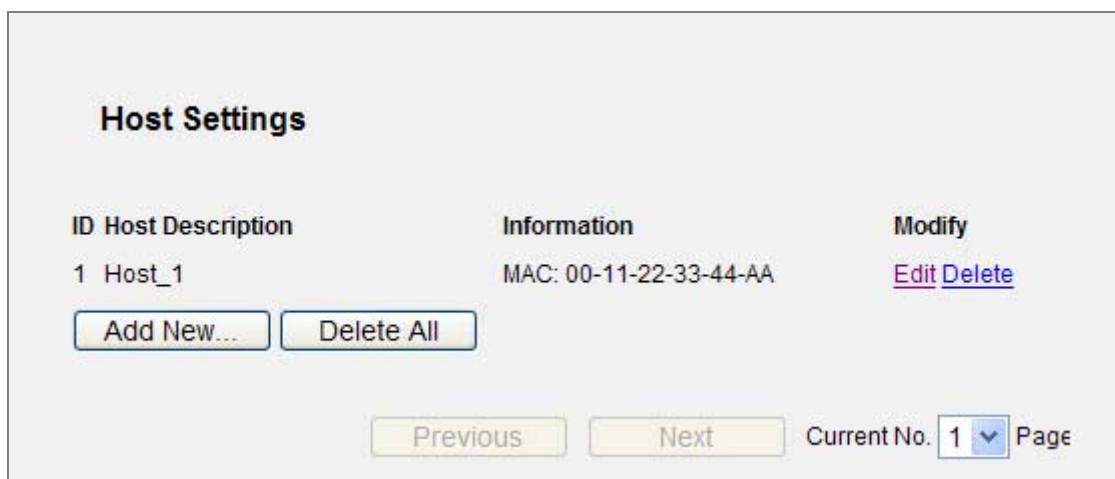 Host Settings
ID Host Description Information Modify
1 Host_1 MAC: 00-11-22-33-44-AA Edit Delete
Add New... Delete All
Previous Next Current No. 1 Page